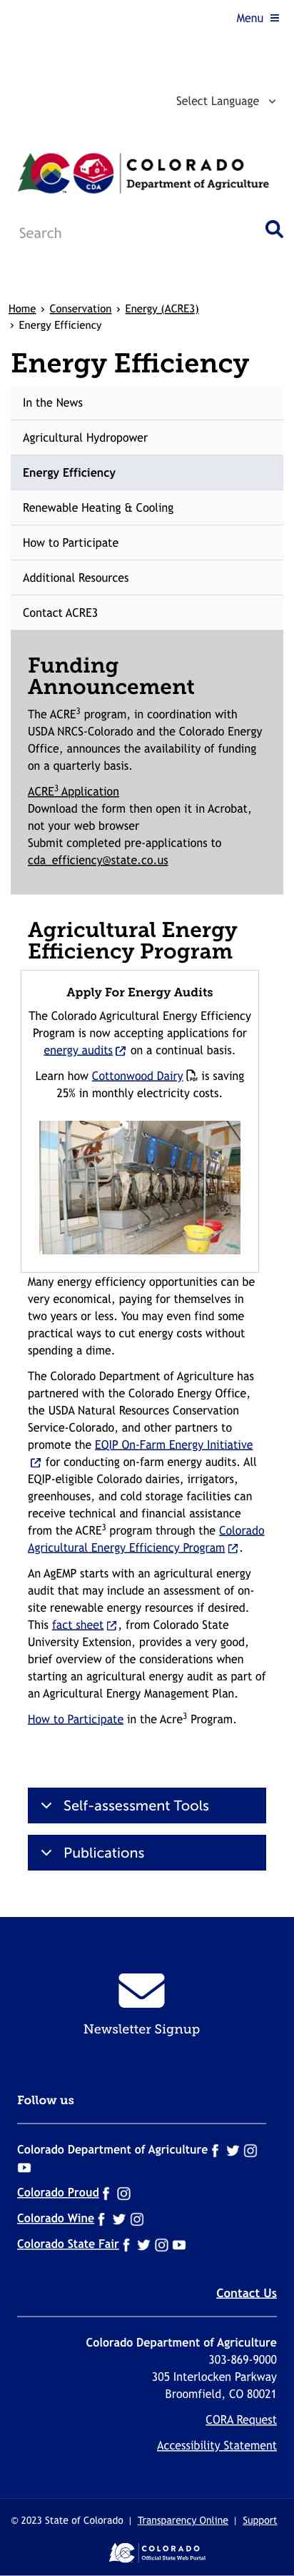 Menu
Select Language
COLORADO
Department of Agriculture
CDA
Search
Home › Conservation › Energy (ACRE3)
› Energy Efficiency
Energy Efficiency
In the News
Agricultural Hydropower
Energy Efficiency
Renewable Heating & Cooling
How to Participate
Additional Resources
Contact ACRE3
Funding
Announcement
The ACRE³ program, in coordination with
USDA NRCS-Colorado and the Colorado Energy
Office, announces the availability of funding
on a quarterly basis.
ACRE³ Application
Download the form then open it in Acrobat,
not your web browser
Submit completed pre-applications to
cda_efficiency@state.co.us
Agricultural Energy
Efficiency Program
Apply For Energy Audits
The Colorado Agricultural Energy Efficiency
Program is now accepting applications for
energy audits on a continual basis.
Learn how Cottonwood Dairy is saving
25% in monthly electricity costs.
Many energy efficiency opportunities can be
very economical, paying for themselves in
two years or less. You may even find some
practical ways to cut energy costs without
spending a dime.
The Colorado Department of Agriculture has
partnered with the Colorado Energy Office,
the USDA Natural Resources Conservation
Service-Colorado, and other partners to
promote the EQIP On-Farm Energy Initiative
for conducting on-farm energy audits. All
EQIP-eligible Colorado dairies, irrigators,
greenhouses, and cold storage facilities can
receive technical and financial assistance
from the ACRE³ program through the Colorado
Agricultural Energy Efficiency Program.
An AgEMP starts with an agricultural energy
audit that may include an assessment of on-
site renewable energy resources if desired.
This fact sheet, from Colorado State
University Extension, provides a very good,
brief overview of the considerations when
starting an agricultural energy audit as part of
an Agricultural Energy Management Plan.
How to Participate in the Acre³ Program.
Self-assessment Tools
Publications
Newsletter Signup
Follow us
Colorado Department of Agriculture
Colorado Proud
Colorado Wine
Colorado State Fair
Contact Us
Colorado Department of Agriculture
303-869-9000
305 Interlocken Parkway
Broomfield, CO 80021
CORA Request
Accessibility Statement
© 2023 State of Colorado | Transparency Online | Support
COLORADO
Official State Web Portal